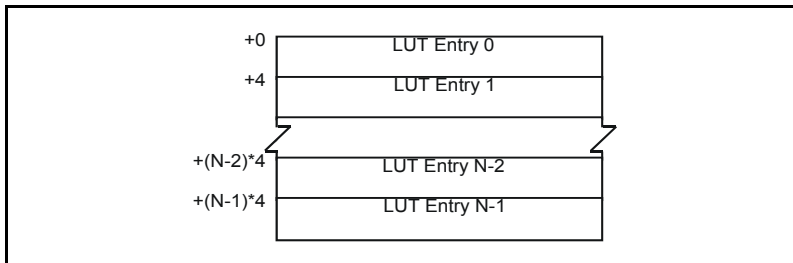 +0 LUT Entry 0
+4 LUT Entry 1
+(N-2)*4 LUT Entry N-2
+(N-1)*4 LUT Entry N-1